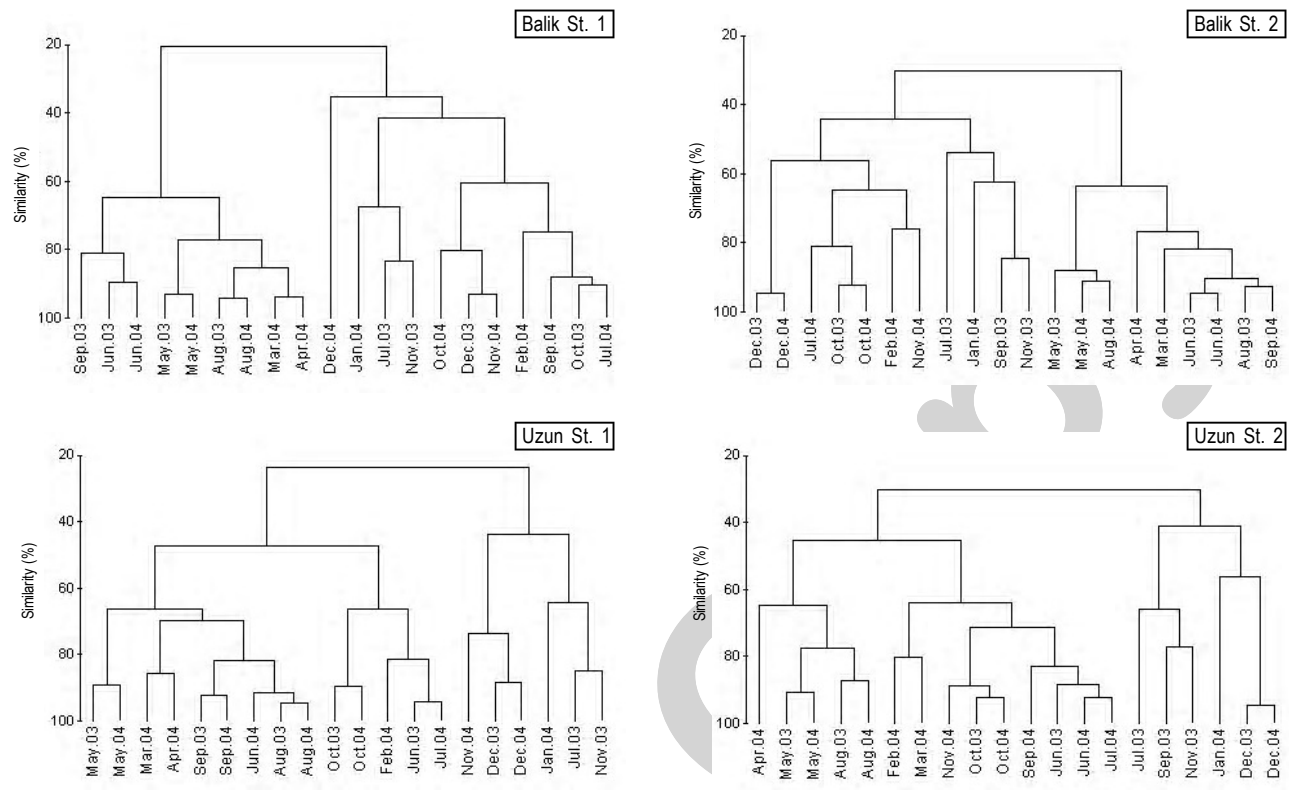 Balik St. 1
20
40
60
80
100
Similarity (%)
Sep.03
Jun.03
Jun.04
May.03
May.04
Aug.03
Aug.04
Mar.04
Apr.04
Dec.04
Jan.04
Jul.03
Nov.03
Oct.04
Dec.03
Nov.04
Feb.04
Sep.04
Oct.03
Jul.04
Balik St. 2
20
40
60
80
100
Similarity (%)
Dec.03
Dec.04
Jul.04
Oct.03
Oct.04
Feb.04
Nov.04
Jul.03
Jan.04
Sep.03
Nov.03
May.03
May.04
Aug.04
Apr.04
Mar.04
Jun.03
Jun.04
Aug.03
Sep.04
Uzun St. 1
20
40
60
80
100
Similarity (%)
May.03
May.04
Mar.04
Apr.04
Sep.03
Sep.04
Jun.04
Aug.03
Aug.04
Oct.03
Oct.04
Feb.04
Jun.03
Jul.04
Nov.04
Dec.03
Dec.04
Jan.04
Jul.03
Nov.03
Uzun St. 2
20
40
60
80
100
Similarity (%)
Apr.04
May.03
May.04
Aug.03
Aug.04
Feb.04
Mar.04
Nov.04
Oct.03
Oct.04
Sep.04
Jun.03
Jun.04
Jul.04
Jul.03
Sep.03
Nov.03
Jan.04
Dec.03
Dec.04